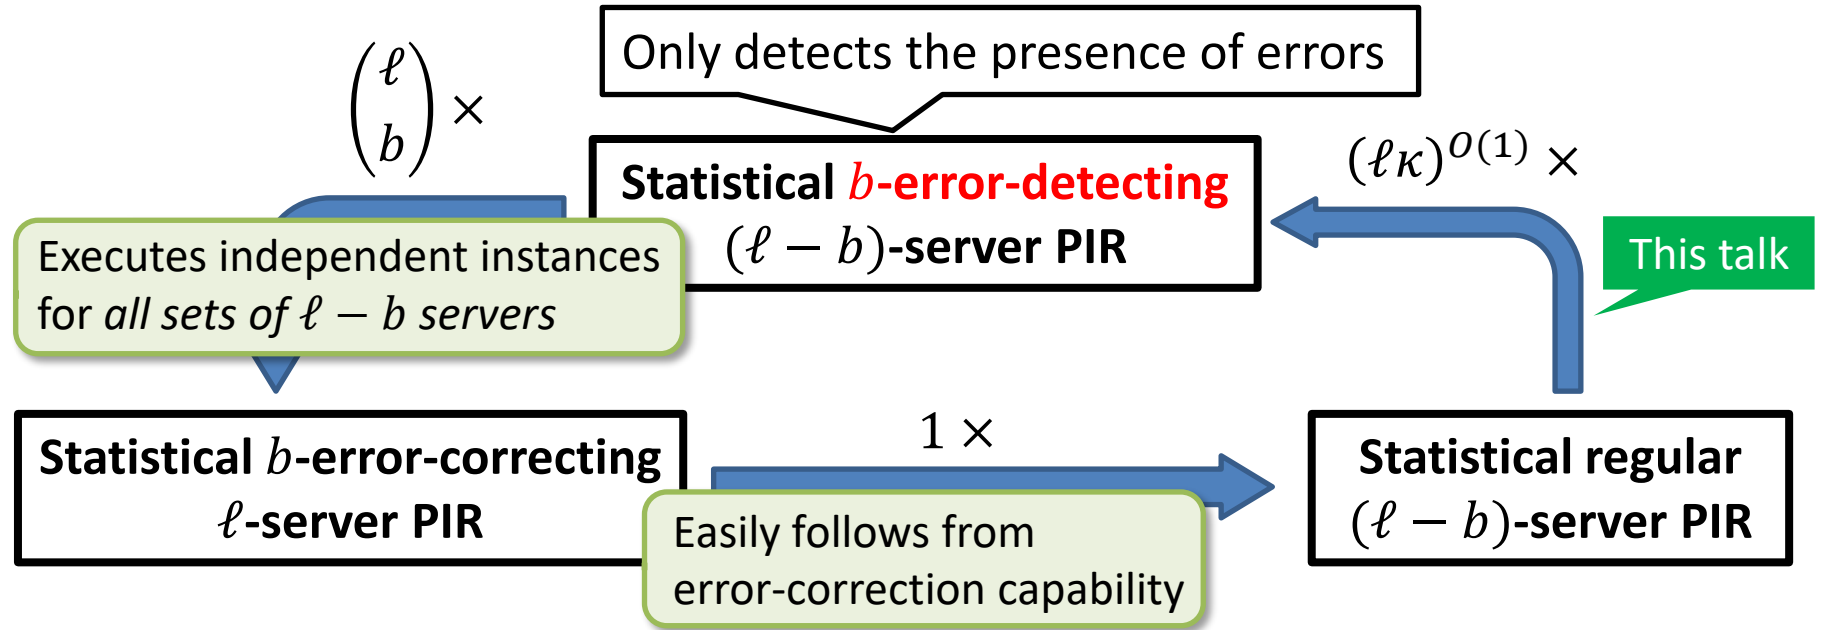 Only detects the presence of errors
(ℓ
b) ×
Statistical b-error-detecting
(ℓ − b)-server PIR
(ℓκ)^{O(1)} ×
This talk
Executes independent instances
for all sets of ℓ − b servers
Statistical b-error-correcting
ℓ-server PIR
1 ×
Easily follows from
error-correction capability
Statistical regular
(ℓ − b)-server PIR